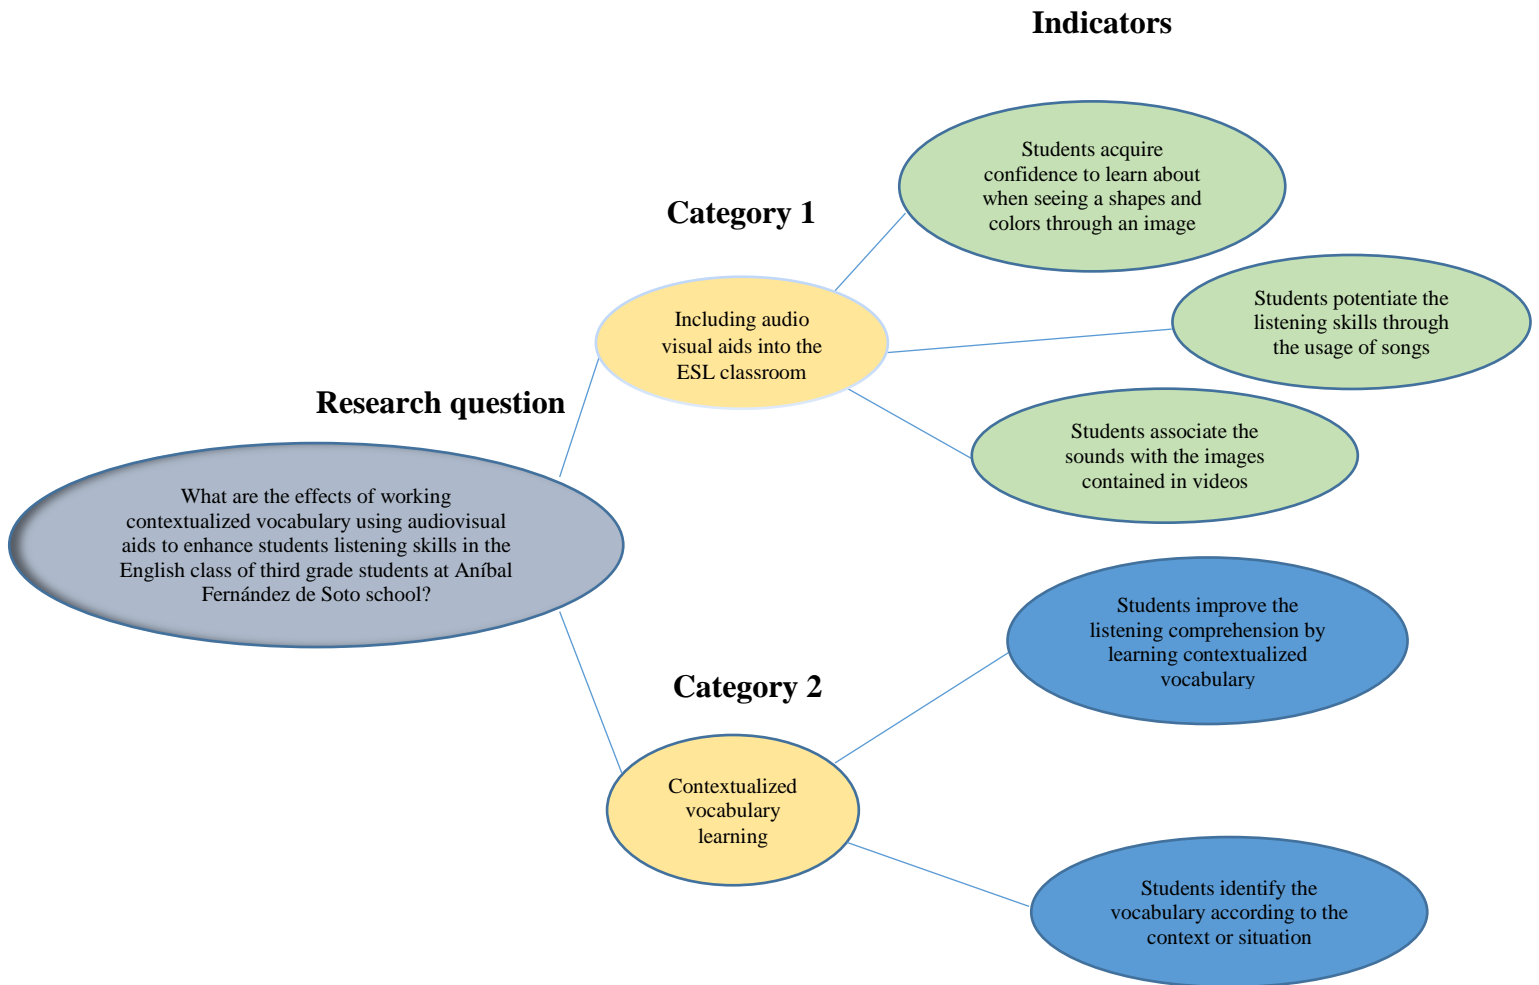 Indicators
Students acquire
confidence to learn about
when seeing a shapes and
colors through an image
Category 1
Students potentiate the
listening skills through
the usage of songs
Including audio
visual aids into the
ESL classroom
Research question
Students associate the
sounds with the images
contained in videos
What are the effects of working
contextualized vocabulary using audiovisual
aids to enhance students listening skills in the
English class of third grade students at Aníbal
Fernández de Soto school?
Students improve the
listening comprehension by
learning contextualized
vocabulary
Category 2
Contextualized
vocabulary
learning
Students identify the
vocabulary according to the
context or situation